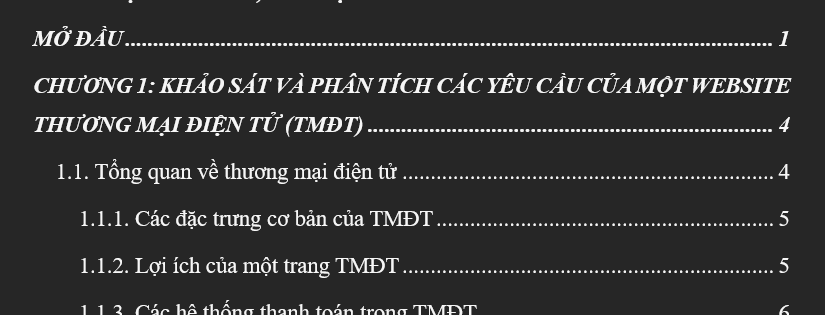 MỞ ĐẦU....................................................................................................................... 1
CHƯƠNG 1: KHẢO SÁT VÀ PHÂN TÍCH CÁC YÊU CẦU CỦA MỘT WEBSITE
THƯƠNG MẠI ĐIỆN TỬ (TMĐT)......................................................................... 4
1.1. Tổng quan về thương mại điện tử .................................................................. 4
1.1.1. Các đặc trưng cơ bản của TMĐT............................................................ 5
1.1.2. Lợi ích của một trang TMĐT.................................................................. 5
1.1.3. Các hệ thống thanh toán trong TMĐT.................................................... 6